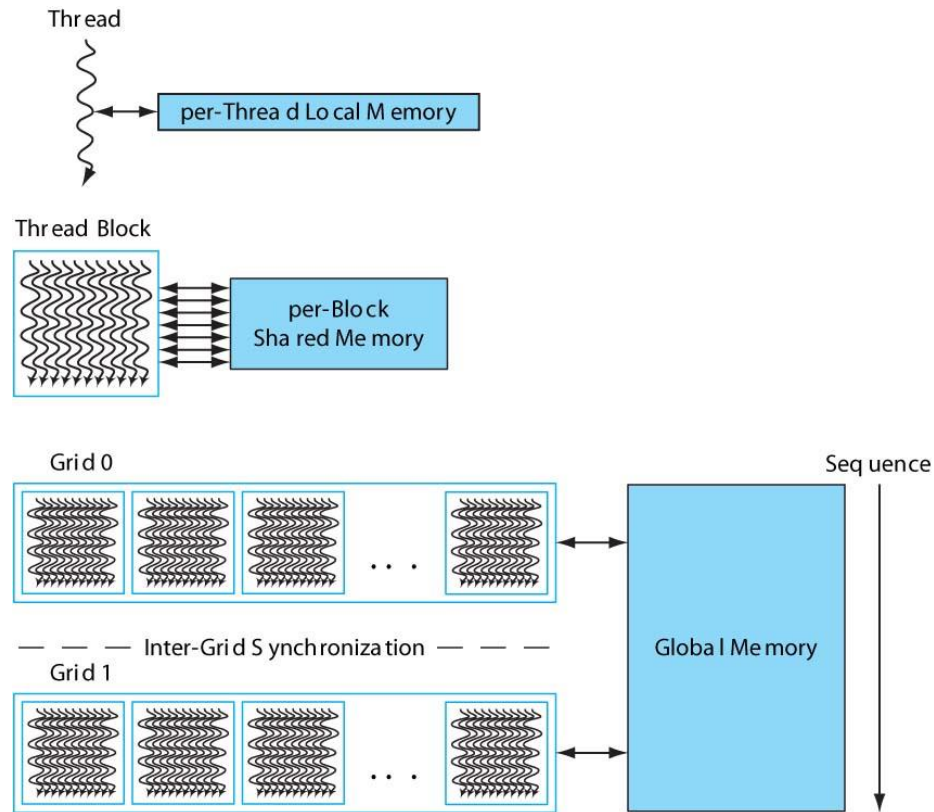 Thread
per-Thread Local Memory
Thread Block
per-Block
Shared Memory
Grid 0
Sequence
. . .
Global Memory
Inter-Grid Synchronization
Grid 1
. . .